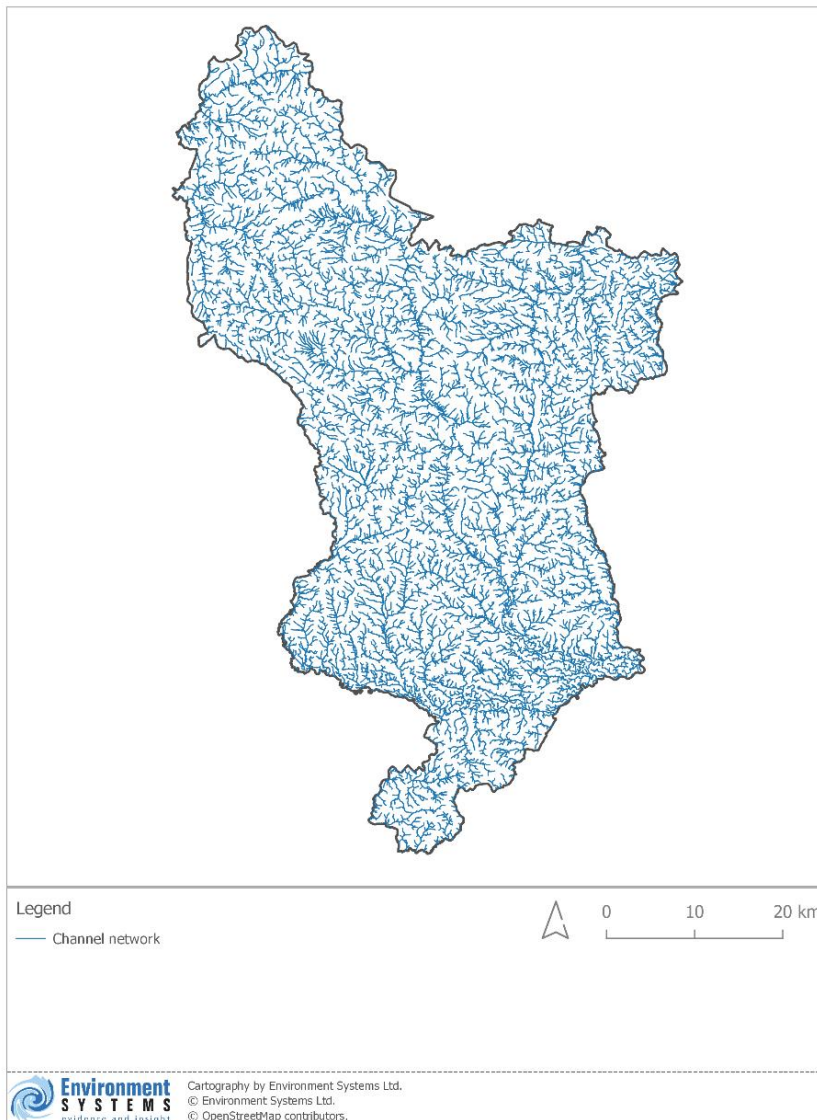 Legend
0 10 20 km
Channel network
Environment
SYSTEMS
evidence and insight
Cartography by Environment Systems Ltd.
© Environment Systems Ltd.
© OpenStreetMap contributors.